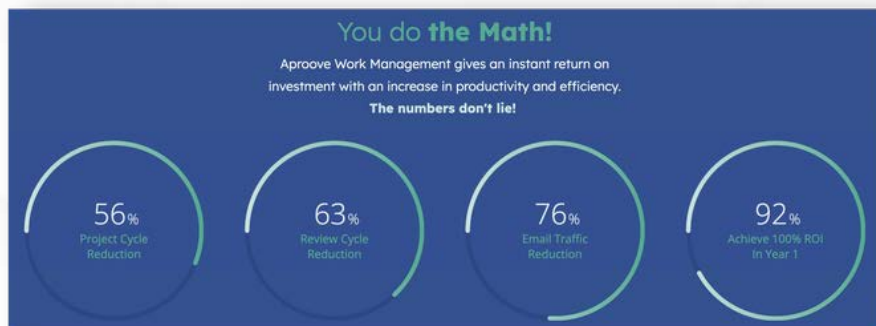 You do the Math!
Aproove Work Management gives an instant return on
investment with an increase in productivity and efficiency.
The numbers don't lie!
56%
Project Cycle
Reduction
63%
Review Cycle
Reduction
76%
Email Traffic
Reduction
92%
Achieve 100% ROI
In Year 1